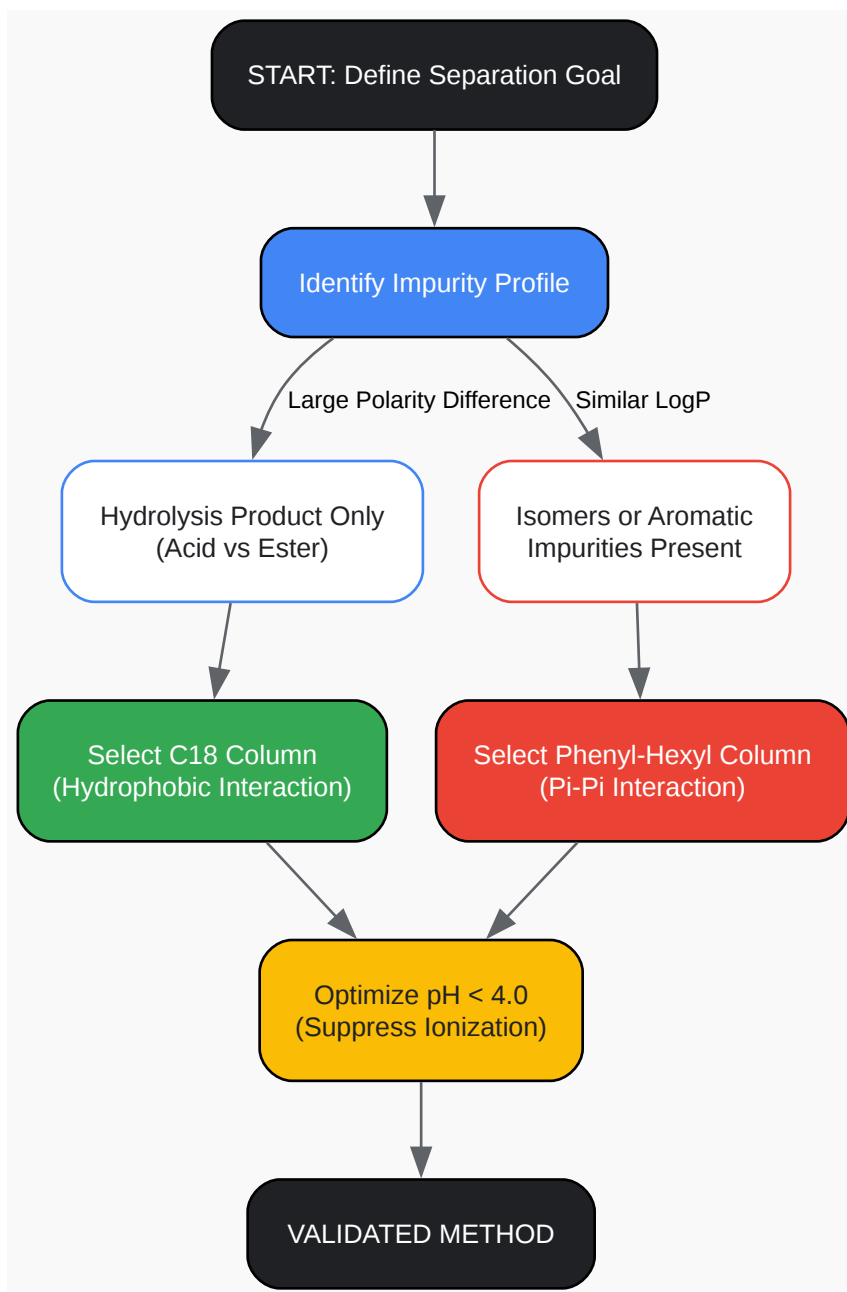 START: Define Separation Goal
Identify Impurity Profile
Large Polarity Difference
Similar LogP
Hydrolysis Product Only
(Acid vs Ester)
Isomers or Aromatic
Impurities Present
Select C18 Column
(Hydrophobic Interaction)
Select Phenyl-Hexyl Column
(Pi-Pi Interaction)
Optimize pH < 4.0
(Suppress Ionization)
VALIDATED METHOD